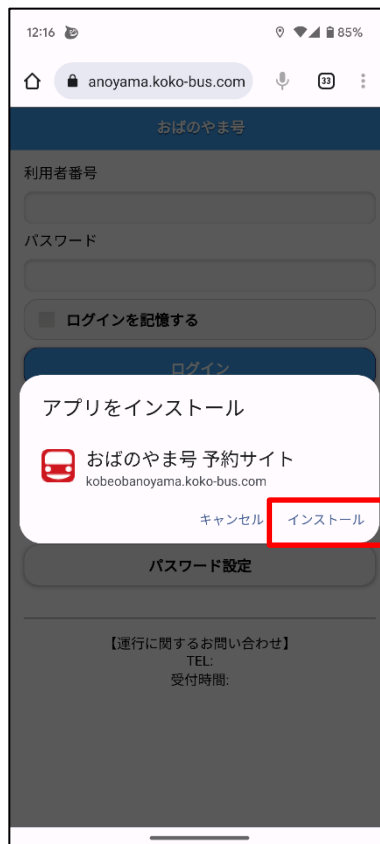 12:16 85%
anoyama.koko-bus.com 33
おばのやま号
利用者番号
パスワード
ログインを記憶する
ログイン
アプリをインストール
おばのやま号 予約サイト
kobeobanoyama.koko-bus.com
キャンセル インストール
パスワード設定
【運行に関するお問い合わせ】
TEL:
受付時間: